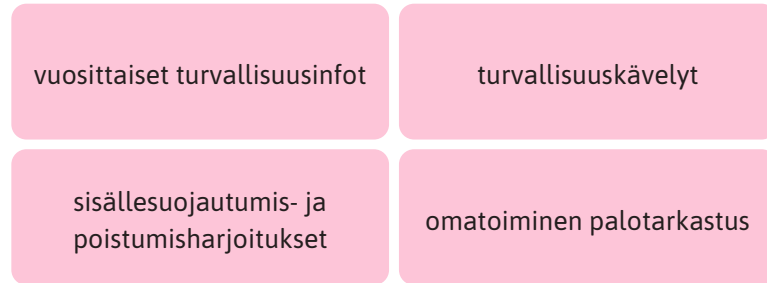 vuosittaiset turvallisuusinfot
turvallisuuskävelyt
sisällesuojautumis- ja
poistumisharjoitukset
omatoiminen palotarkastus